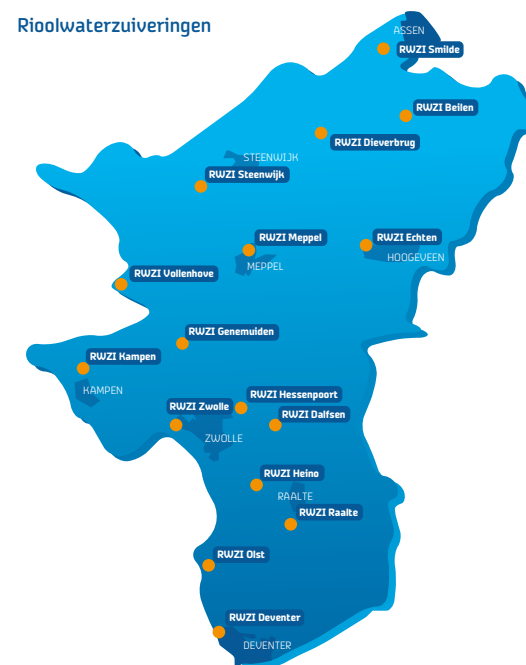 Rioolwaterzuiveringen
ASSEN
RWZI Smilde
RWZI Beilen
RWZI Dieverbrug
STEENWIJK
RWZI Steenwijk
RWZI Meppel
RWZI Echten
HOOGEVEEN
MEPPEL
RWZI Vollenhove
RWZI Genemuiden
RWZI Kampen
KAMPEN
RWZI Hessenpoort
RWZI Zwolle
RWZI Dalfsen
ZWOLLE
RWZI Heino
RAALTE
RWZI Raalte
RWZI Olst
RWZI Deventer
DEVENTER